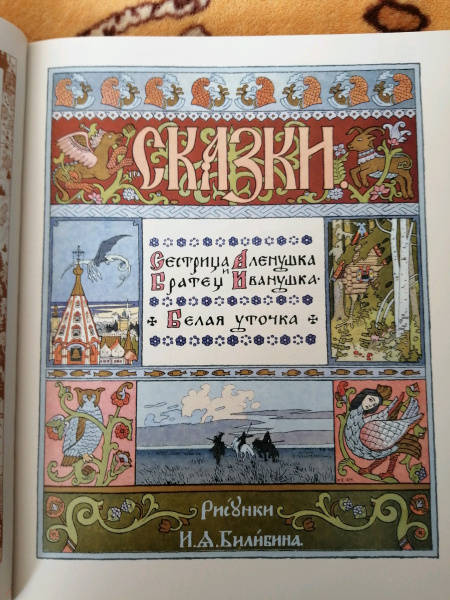 СКАЗКИ.
Сестрица Аленушка
и
Братец Иванушка.
Белая уточка
Рисунки
И.Я.Билибина.